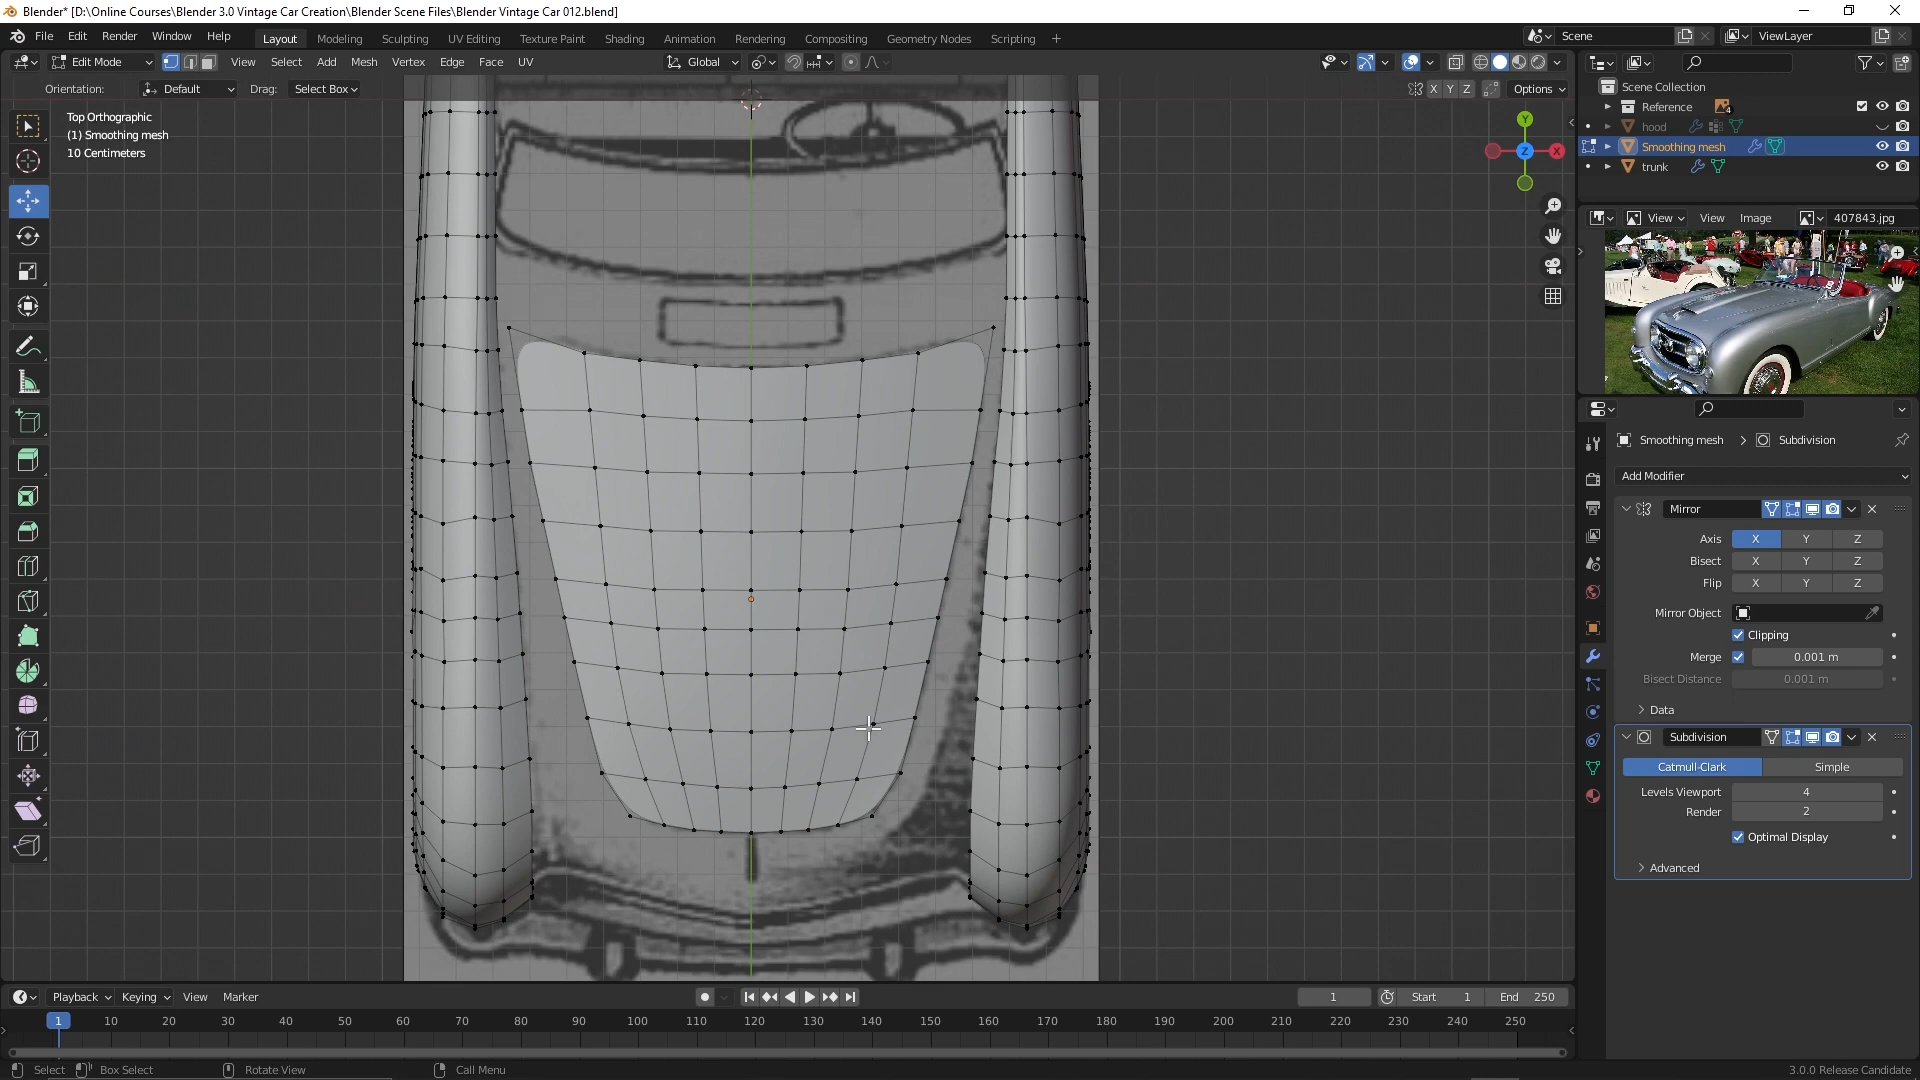 Blender* [D:\Online Courses\Blender 3.0 Vintage Car Creation\Blender Scene Files\Blender Vintage Car 012.blend]
File Edit Render Window Help Layout Modeling Sculpting UV Editing Texture Paint Shading Animation Rendering Compositing Geometry Nodes Scripting + Scene ViewLayer
Edit Mode View Select Add Mesh Vertex Edge Face UV Global
Orientation: Default Drag: Select Box X Y Z Options
Top Orthographic
(1) Smoothing mesh
10 Centimeters
Y
Z X
Scene Collection
Reference 4
hood
Smoothing mesh
trunk
View View Image 407843.jpg
Smoothing mesh > Subdivision
Add Modifier
Mirror
Axis X Y Z
Bisect X Y Z
Flip X Y Z
Mirror Object
Clipping
Merge 0.001 m
Bisect Distance 0.001 m
Data
Subdivision
Catmull-Clark Simple
Levels Viewport 4
Render 2
Optimal Display
Advanced
Playback Keying View Marker 1 Start 1 End 250
1 10 20 30 40 50 60 70 80 90 100 110 120 130 140 150 160 170 180 190 200 210 220 230 240 250
Select Box Select Rotate View Call Menu 3.0.0 Release Candidate